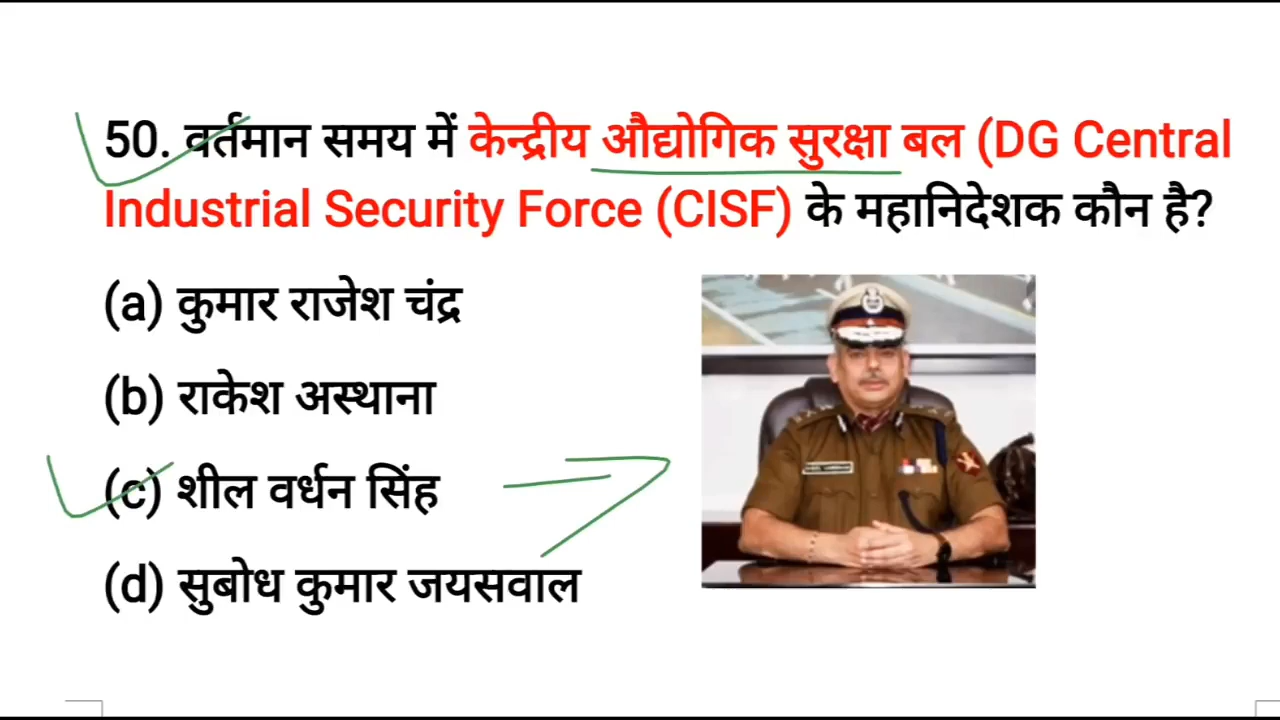 50. वर्तमान समय में केन्द्रीय औद्योगिक सुरक्षा बल (DG Central
Industrial Security Force (CISF) के महानिदेशक कौन है?
(a) कुमार राजेश चंद्र
(b) राकेश अस्थाना
(c) शील वर्धन सिंह
(d) सुबोध कुमार जयसवाल